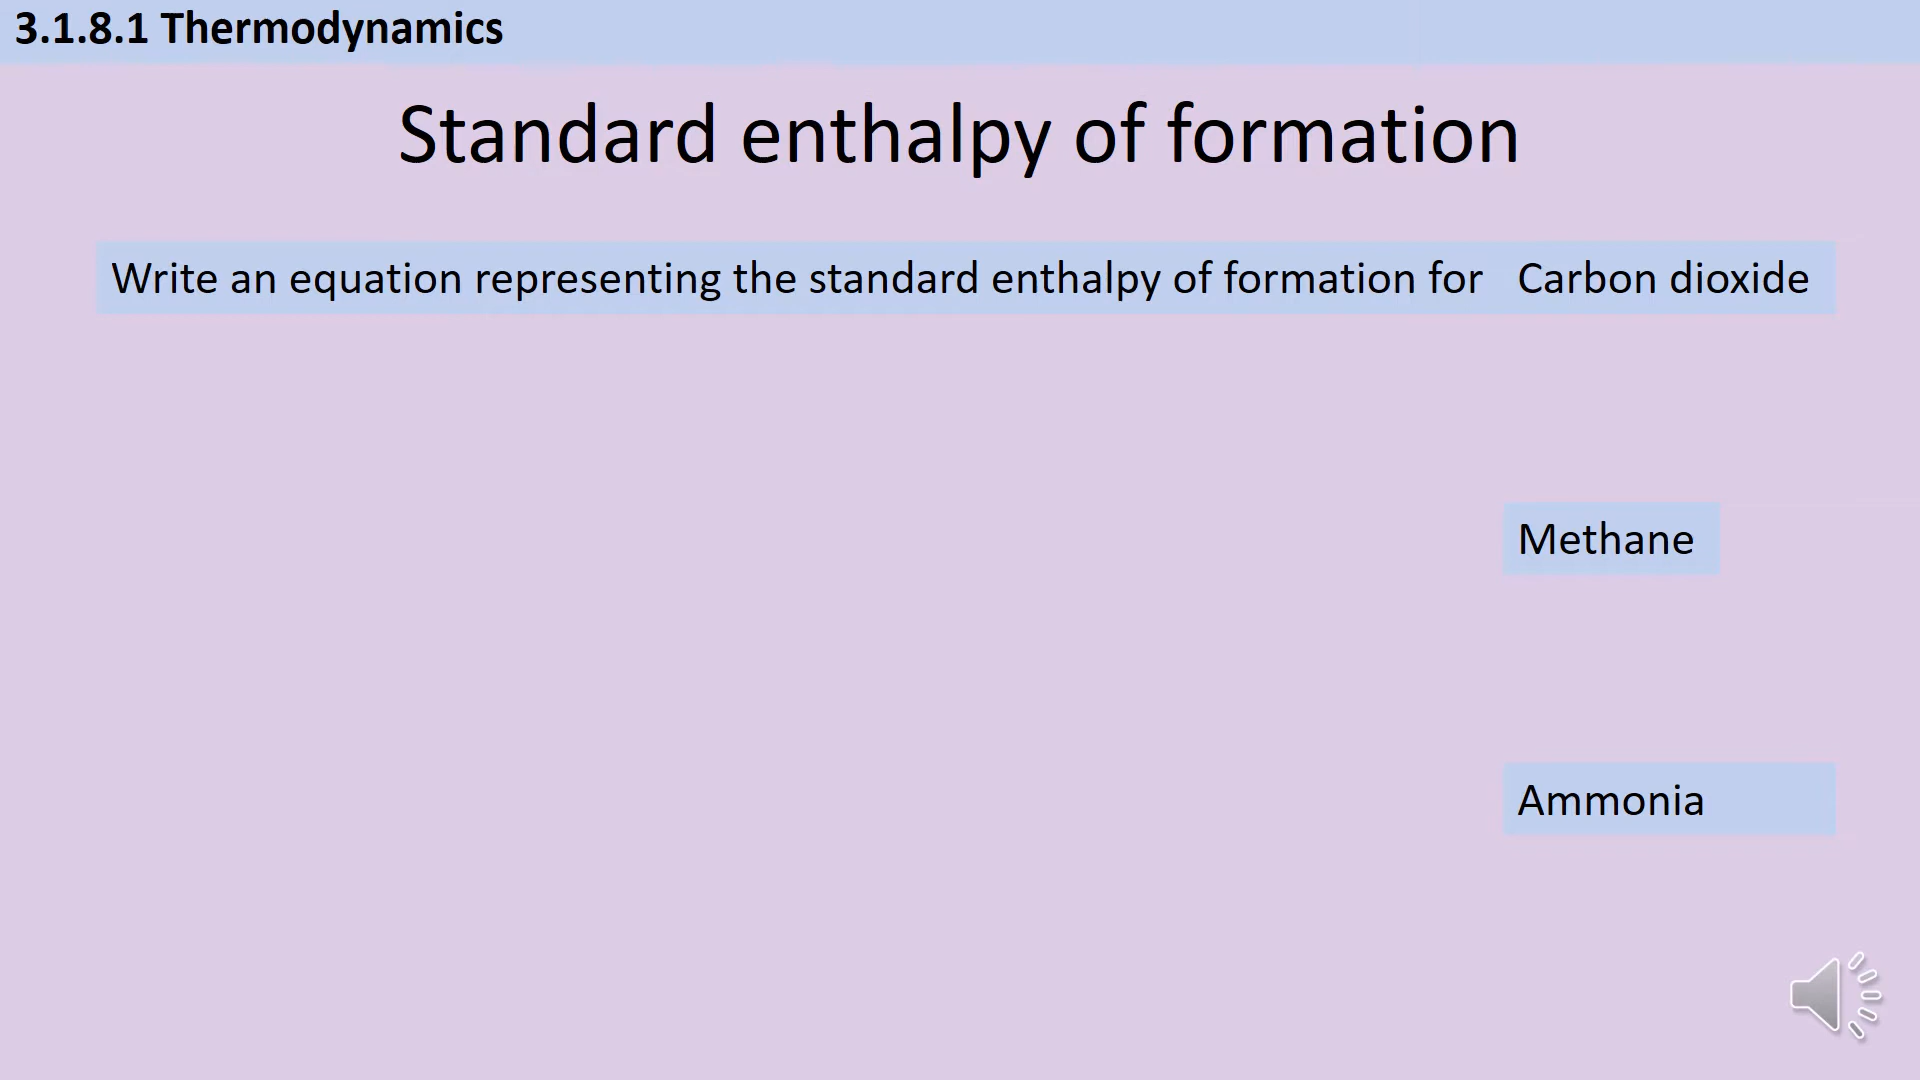 3.1.8.1 Thermodynamics
Standard enthalpy of formation
Write an equation representing the standard enthalpy of formation for Carbon dioxide
Methane
Ammonia